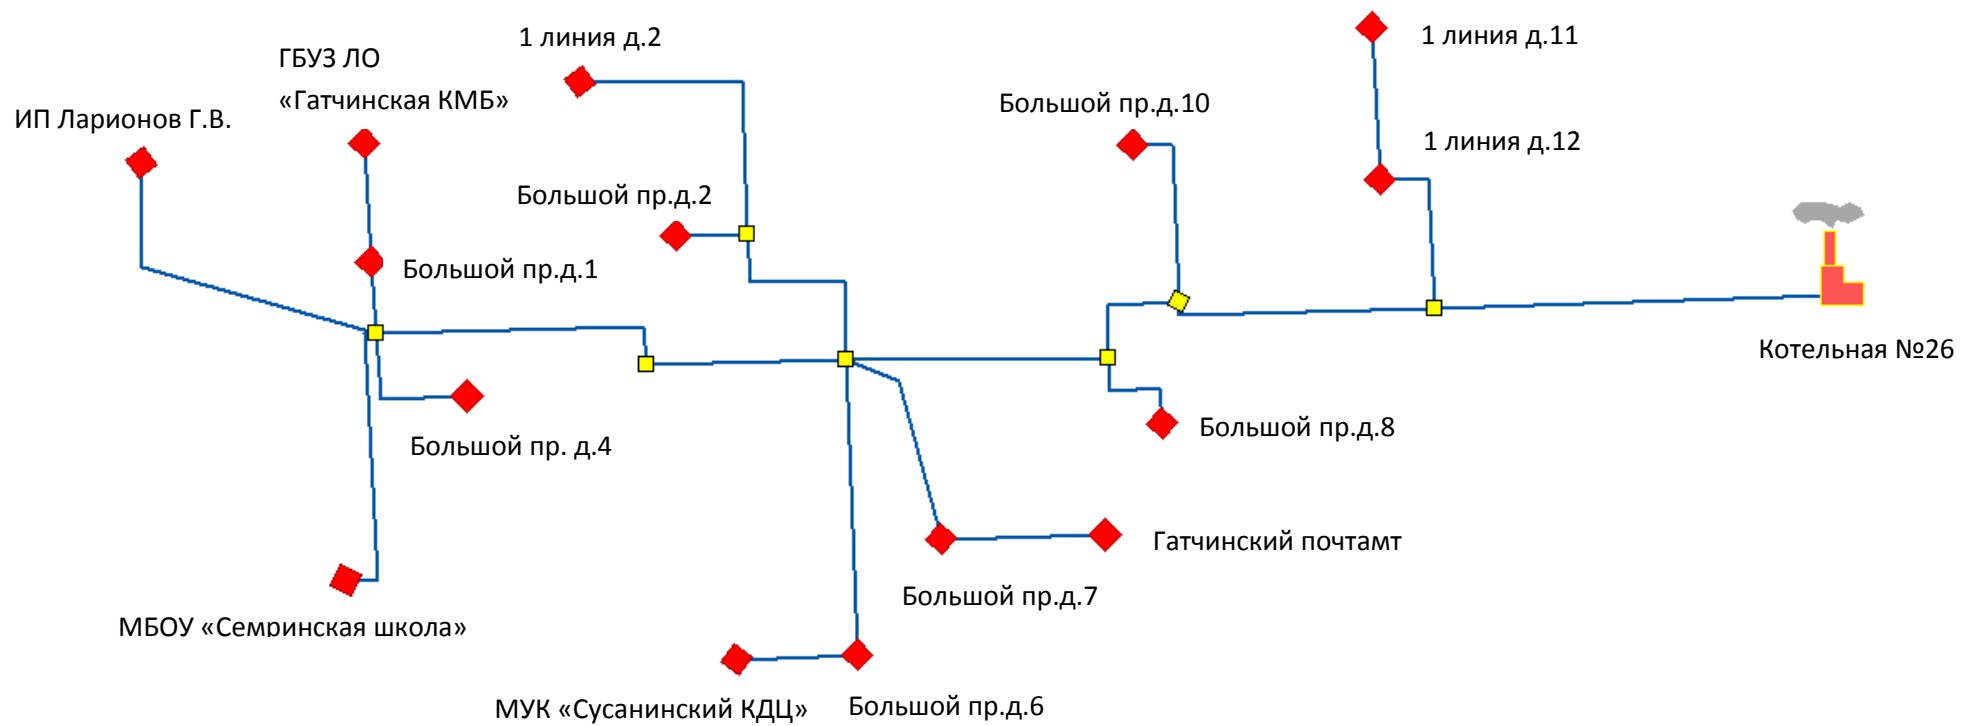 1 линия д.2
1 линия д.11
ГБУЗ ЛО
«Гатчинская КМБ»
Большой пр.д.10
ИП Ларионов Г.В.
1 линия д.12
Большой пр.д.2
Большой пр.д.1
Котельная №26
Большой пр.д.8
Большой пр. д.4
Гатчинский почтамт
Большой пр.д.7
МБОУ «Семринская школа»
МУК «Сусанинский КДЦ»
Большой пр.д.6